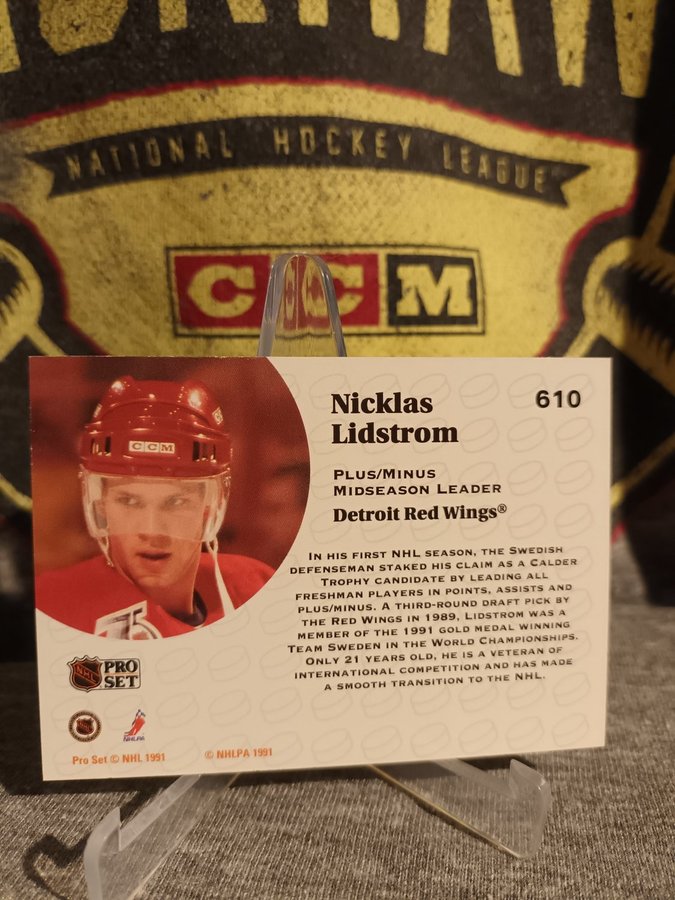 NATIONAL HOCKEY LEAGUE
CCM
CCM
Nicklas
Lidstrom
610
PLUS/MINUS
MIDSEASON LEADER
Detroit Red Wings®
IN HIS FIRST NHL SEASON, THE SWEDISH
DEFENSEMAN STAKED HIS CLAIM AS A CALDER
TROPHY CANDIDATE BY LEADING ALL
FRESHMAN PLAYERS IN POINTS, ASSISTS AND
PLUS/MINUS. A THIRD-ROUND DRAFT PICK BY
THE RED WINGS IN 1989, LIDSTROM WAS A
MEMBER OF THE 1991 GOLD MEDAL WINNING
TEAM SWEDEN IN THE WORLD CHAMPIONSHIPS.
ONLY 21 YEARS OLD, HE IS A VETERAN OF
INTERNATIONAL COMPETITION AND HAS MADE
A SMOOTH TRANSITION TO THE NHL.
NHL PRO
SET
NHLPA
Pro Set © NHL 1991
© NHLPA 1991